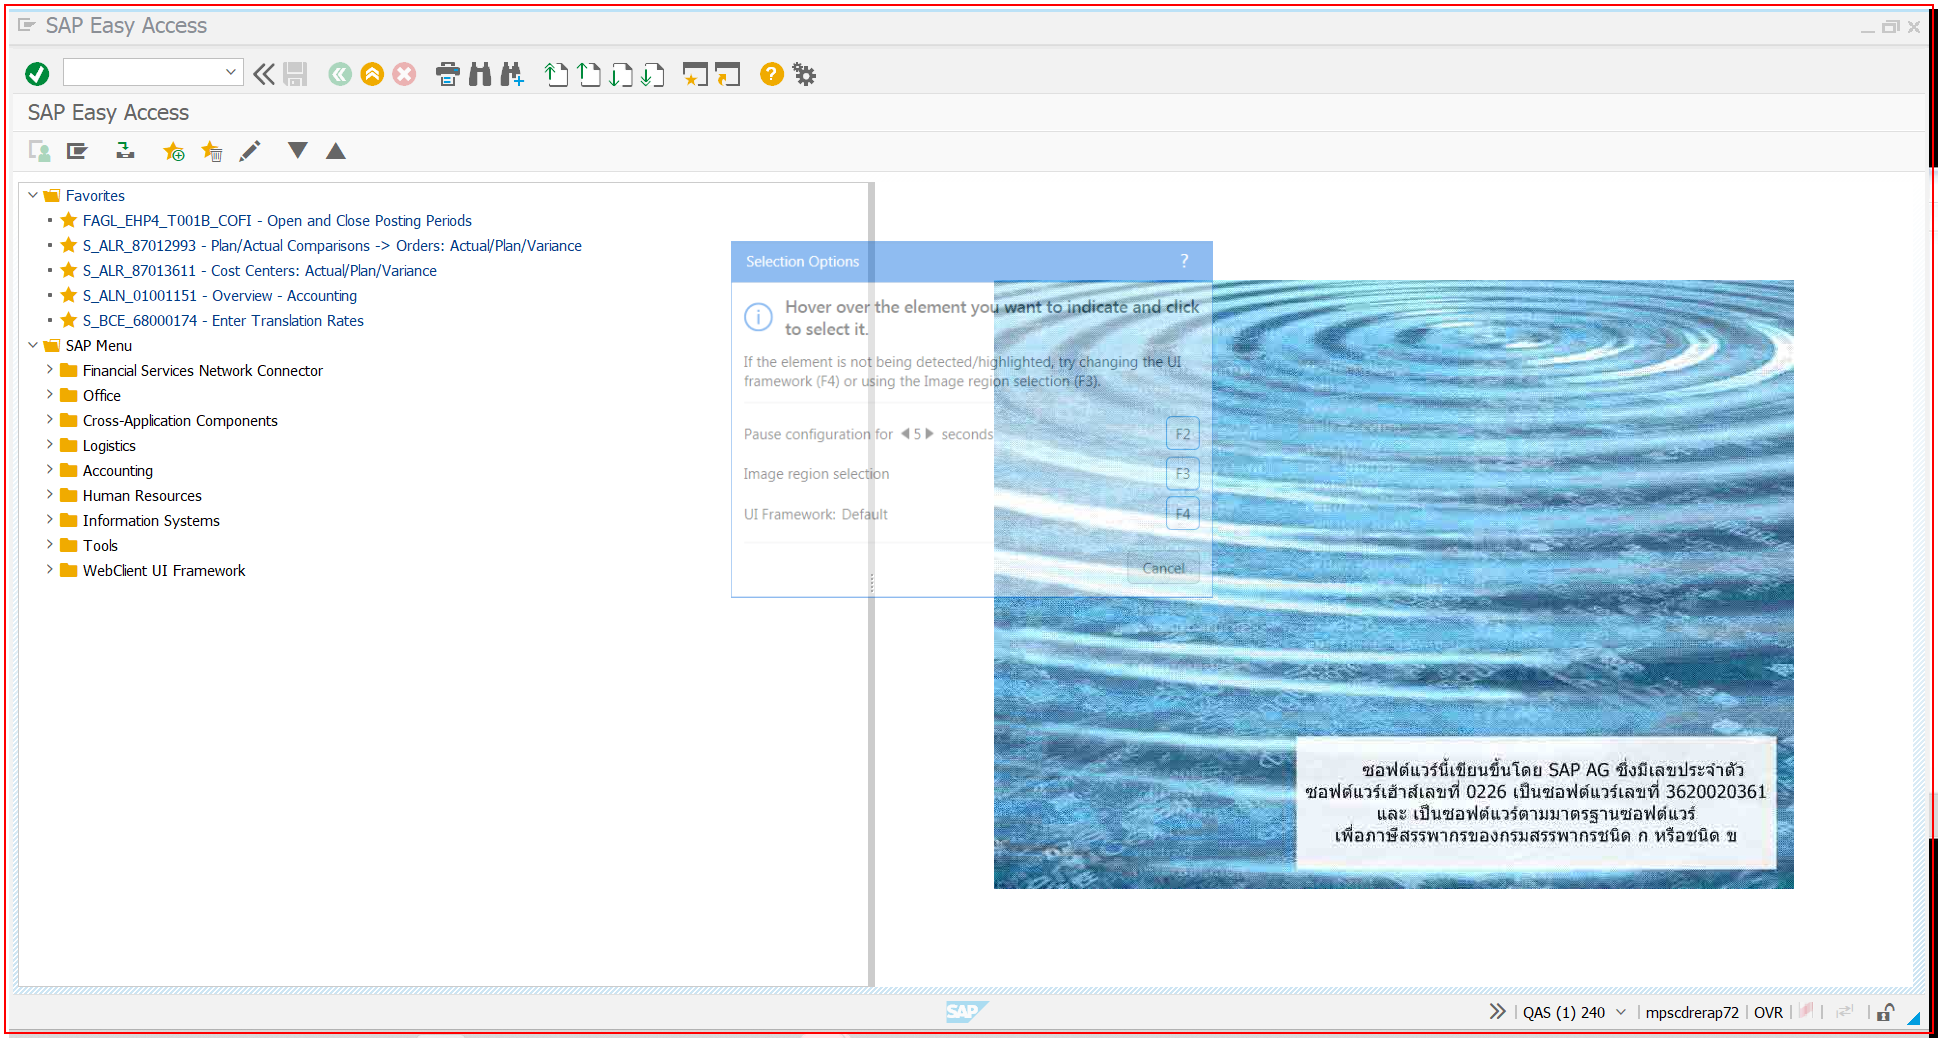 SAP Easy Access
SAP Easy Access
Favorites
FAGL_EHP4_T001B_COFI - Open and Close Posting Periods
S_ALR_87012993 - Plan/Actual Comparisons -> Orders: Actual/Plan/Variance
S_ALR_87013611 - Cost Centers: Actual/Plan/Variance
S_ALN_01001151 - Overview - Accounting
S_BCE_68000174 - Enter Translation Rates
SAP Menu
Financial Services Network Connector
Office
Cross-Application Components
Logistics
Accounting
Human Resources
Information Systems
Tools
WebClient UI Framework
Selection Options ?
Hover over the element you want to indicate and click
to select it.
If the element is not being detected/highlighted, try changing the UI
framework (F4) or using the Image region selection (F3).
Pause configuration for 5 seconds F2
Image region selection F3
UI Framework: Default F4
Cancel
ซอฟต์แวร์นี้เขียนขึ้นโดย SAP AG ซึ่งมีเลขประจำตัว
ซอฟต์แวร์เฮ้าส์เลขที่ 0226 เป็นซอฟต์แวร์เลขที่ 3620020361
และ เป็นซอฟต์แวร์ตามมาตรฐานซอฟต์แวร์
เพื่อภาษีสรรพากรของกรมสรรพากรชนิด ก หรือชนิด ข
SAP
QAS (1) 240 mpscdrerap72 OVR